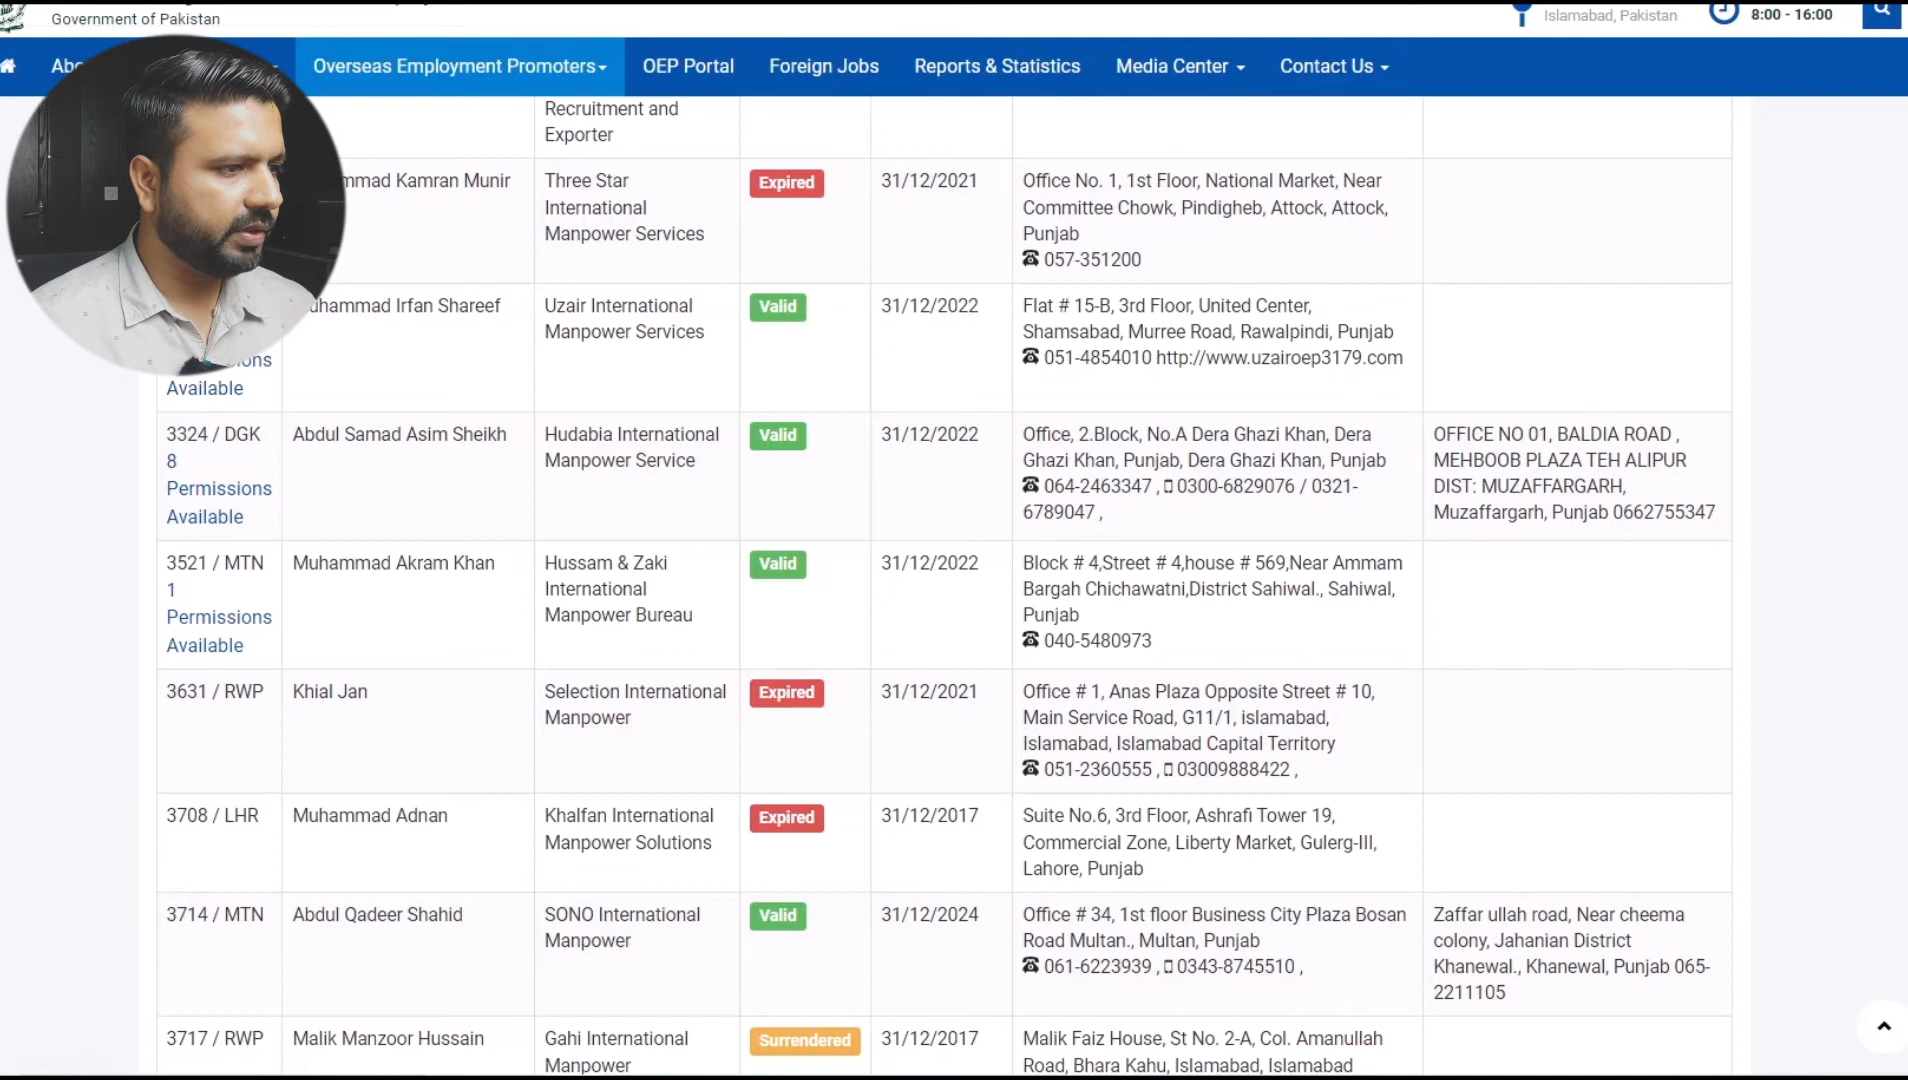 Government of Pakistan
Islamabad, Pakistan
8:00 - 16:00
Overseas Employment Promoters
OEP Portal
Foreign Jobs
Reports & Statistics
Media Center
Contact Us
Recruitment and
Exporter
Kamran Munir
Three Star
International
Manpower Services
Expired
31/12/2021
Office No. 1, 1st Floor, National Market, Near
Committee Chowk, Pindigheb, Attock, Attock,
Punjab
057-351200
Available
Irfan Shareef
Uzair International
Manpower Services
Valid
31/12/2022
Flat # 15-B, 3rd Floor, United Center,
Shamsabad, Murree Road, Rawalpindi, Punjab
051-4854010 http://www.uzairoep3179.com
3324 / DGK
8
Permissions
Available
Abdul Samad Asim Sheikh
Hudabia International
Manpower Service
Valid
31/12/2022
Office, 2.Block, No.A Dera Ghazi Khan, Dera
Ghazi Khan, Punjab, Dera Ghazi Khan, Punjab
064-2463347 , 0300-6829076 / 0321-
6789047 ,
OFFICE NO 01, BALDIA ROAD ,
MEHBOOB PLAZA TEH ALIPUR
DIST: MUZAFFARGARH,
Muzaffargarh, Punjab 0662755347
3521 / MTN
1
Permissions
Available
Muhammad Akram Khan
Hussam & Zaki
International
Manpower Bureau
Valid
31/12/2022
Block # 4,Street # 4,house # 569,Near Ammam
Bargah Chichawatni,District Sahiwal., Sahiwal,
Punjab
040-5480973
3631 / RWP
Khial Jan
Selection International
Manpower
Expired
31/12/2021
Office # 1, Anas Plaza Opposite Street # 10,
Main Service Road, G11/1, islamabad,
Islamabad, Islamabad Capital Territory
051-2360555 , 03009888422 ,
3708 / LHR
Muhammad Adnan
Khalfan International
Manpower Solutions
Expired
31/12/2017
Suite No.6, 3rd Floor, Ashrafi Tower 19,
Commercial Zone, Liberty Market, Gulerg-III,
Lahore, Punjab
3714 / MTN
Abdul Qadeer Shahid
SONO International
Manpower
Valid
31/12/2024
Office # 34, 1st floor Business City Plaza Bosan
Road Multan., Multan, Punjab
061-6223939 , 0343-8745510 ,
Zaffar ullah road, Near cheema
colony, Jahanian District
Khanewal., Khanewal, Punjab 065-
2211105
3717 / RWP
Malik Manzoor Hussain
Gahi International
Manpower
Surrendered
31/12/2017
Malik Faiz House, St No. 2-A, Col. Amanullah
Road, Bhara Kahu, Islamabad, Islamabad